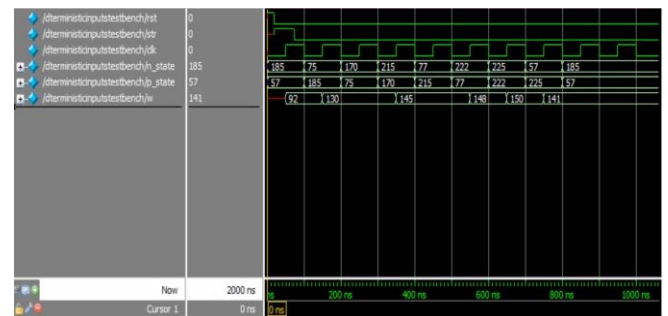 /dterministicinputstestbench/rst 0
/dterministicinputstestbench/str 0
/dterministicinputstestbench/clk 0
/dterministicinputstestbench/n_state 185 185 75 170 215 77 222 225 57 185
/dterministicinputstestbench/p_state 57 57 185 75 170 215 77 222 225 57
/dterministicinputstestbench/w 141 92 130 145 148 150 141
Now 2000 ns ns 200 ns 400 ns 600 ns 800 ns 1000 ns
Cursor 1 0 ns 0 ns